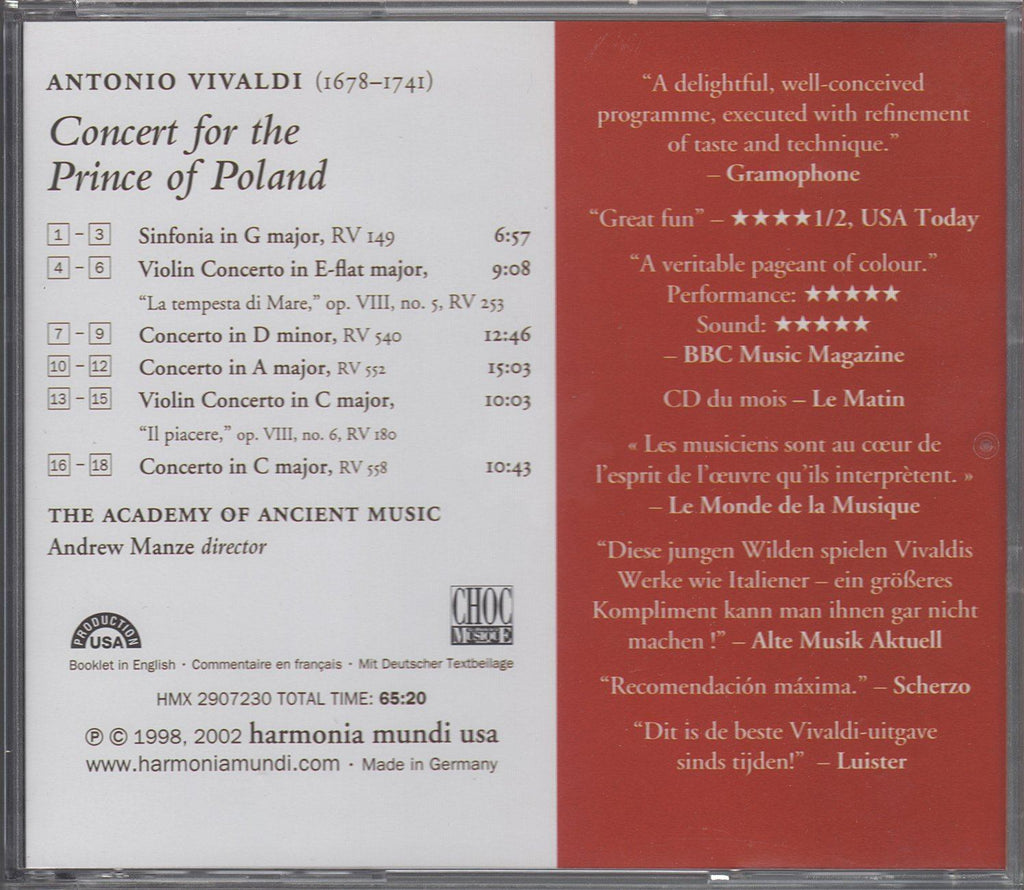 ANTONIO VIVALDI (1678–1741)
Concert for the
Prince of Poland
1 – 3 Sinfonia in G major, RV 149 6:57
4 – 6 Violin Concerto in E-flat major, 9:08
“La tempesta di Mare,” op. VIII, no. 5, RV 253
7 – 9 Concerto in D minor, RV 540 12:46
10 – 12 Concerto in A major, RV 552 15:03
13 – 15 Violin Concerto in C major, 10:03
“Il piacere,” op. VIII, no. 6, RV 180
16 – 18 Concerto in C major, RV 558 10:43
THE ACADEMY OF ANCIENT MUSIC
Andrew Manze director
PRODUCTION
USA
CHOC
MUSIQUE
Booklet in English · Commentaire en français · Mit Deutscher Textbeilage
HMX 2907230 TOTAL TIME: 65:20
℗ © 1998, 2002 harmonia mundi usa
www.harmoniamundi.com · Made in Germany
“A delightful, well-conceived
programme, executed with refinement
of taste and technique.”
– Gramophone
“Great fun” – ★★★★1/2, USA Today
“A veritable pageant of colour.”
Performance: ★★★★★
Sound: ★★★★★
– BBC Music Magazine
CD du mois – Le Matin
« Les musiciens sont au cœur de
l’esprit de l’œuvre qu’ils interprètent. »
– Le Monde de la Musique
“Diese jungen Wilden spielen Vivaldis
Werke wie Italiener – ein größeres
Kompliment kann man ihnen gar nicht
machen !” – Alte Musik Aktuell
“Recomendación máxima.” – Scherzo
“Dit is de beste Vivaldi-uitgave
sinds tijden!” – Luister